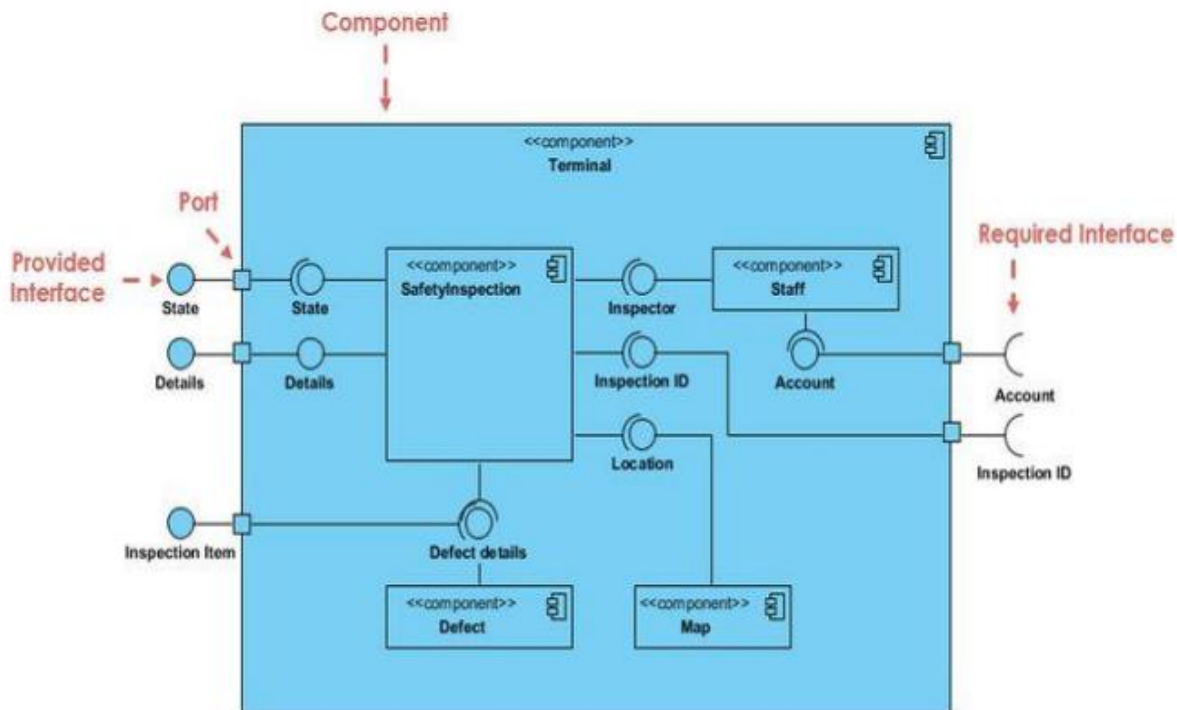 Component
<<component>>
Terminal
Port
Required Interface
Provided
Interface
<<component>>
SafetyInspection
<<component>>
Staff
State
State
Inspector
Details
Details
Inspection ID
Account
Account
Location
Inspection ID
Inspection Item
Defect details
<<component>>
Defect
<<component>>
Map